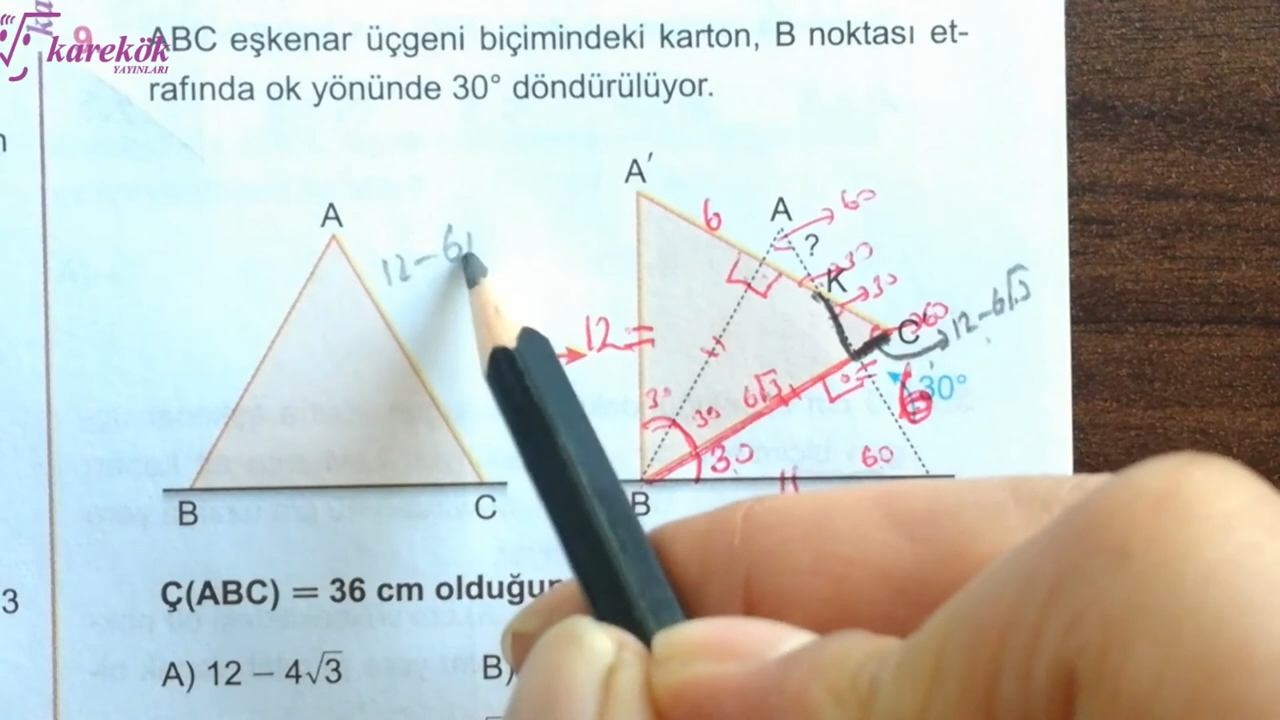 karekök
YAYINLARI
9.
ABC eşkenar üçgeni biçimindeki karton, B noktası et-
rafında ok yönünde 30° döndürülüyor.
A
B
C
12-6
A′
6
A
60
?
30
K
30
60
C
12-6√3
12
30
30
6√3
30
6
30°
60
B
3
Ç(ABC) = 36 cm
A) 12 – 4√3
B)